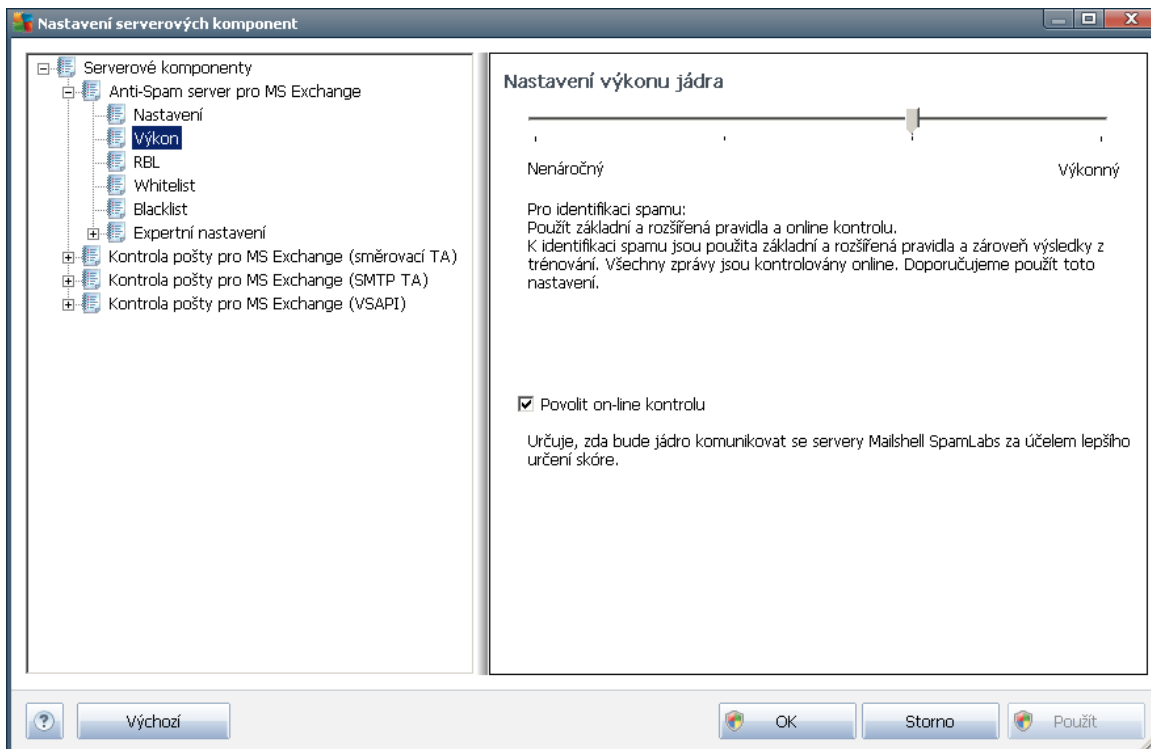 Nastavení serverových komponent
Serverové komponenty
Anti-Spam server pro MS Exchange
Nastavení
Výkon
RBL
Whitelist
Blacklist
Expertní nastavení
Kontrola pošty pro MS Exchange (směrovací TA)
Kontrola pošty pro MS Exchange (SMTP TA)
Kontrola pošty pro MS Exchange (VSAPI)
Nastavení výkonu jádra
Nenáročný
Výkonný
Pro identifikaci spamu:
Použít základní a rozšířená pravidla a online kontrolu.
K identifikaci spamu jsou použita základní a rozšířená pravidla a zároveň výsledky z
trénování. Všechny zprávy jsou kontrolovány online. Doporučujeme použít toto
nastavení.
Povolit on-line kontrolu
Určuje, zda bude jádro komunikovat se servery Mailshell SpamLabs za účelem lepšího
určení skóre.
?
Výchozí
OK
Storno
Použít